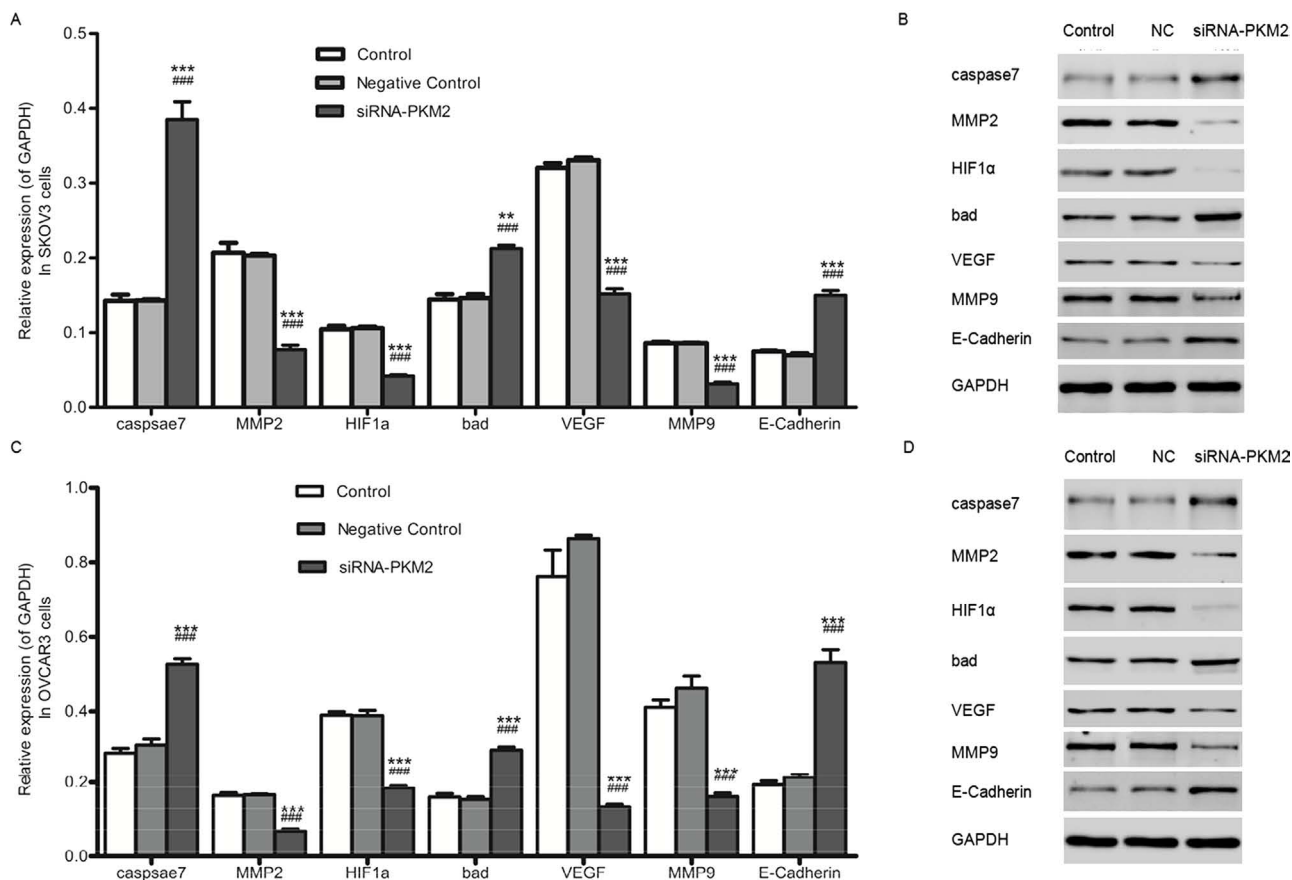 A
Relative expression (of GAPDH)
In SKOV3 cells
0.5
0.4
0.3
0.2
0.1
0.0
Control
Negative Control
siRNA-PKM2
***
###
***
###
***
###
**
###
***
###
***
###
***
###
caspsae7 MMP2 HIF1a bad VEGF MMP9 E-Cadherin
B
Control NC siRNA-PKM2
caspase7
MMP2
HIF1α
bad
VEGF
MMP9
E-Cadherin
GAPDH
C
Relative expression (of GAPDH)
In OVCAR3 cells
1.0
0.8
0.6
0.4
0.2
0.0
Control
Negative Control
siRNA-PKM2
***
###
***
###
***
###
***
###
***
###
***
###
***
###
caspsae7 MMP2 HIF1a bad VEGF MMP9 E-Cadherin
D
Control NC siRNA-PKM2
caspase7
MMP2
HIF1α
bad
VEGF
MMP9
E-Cadherin
GAPDH